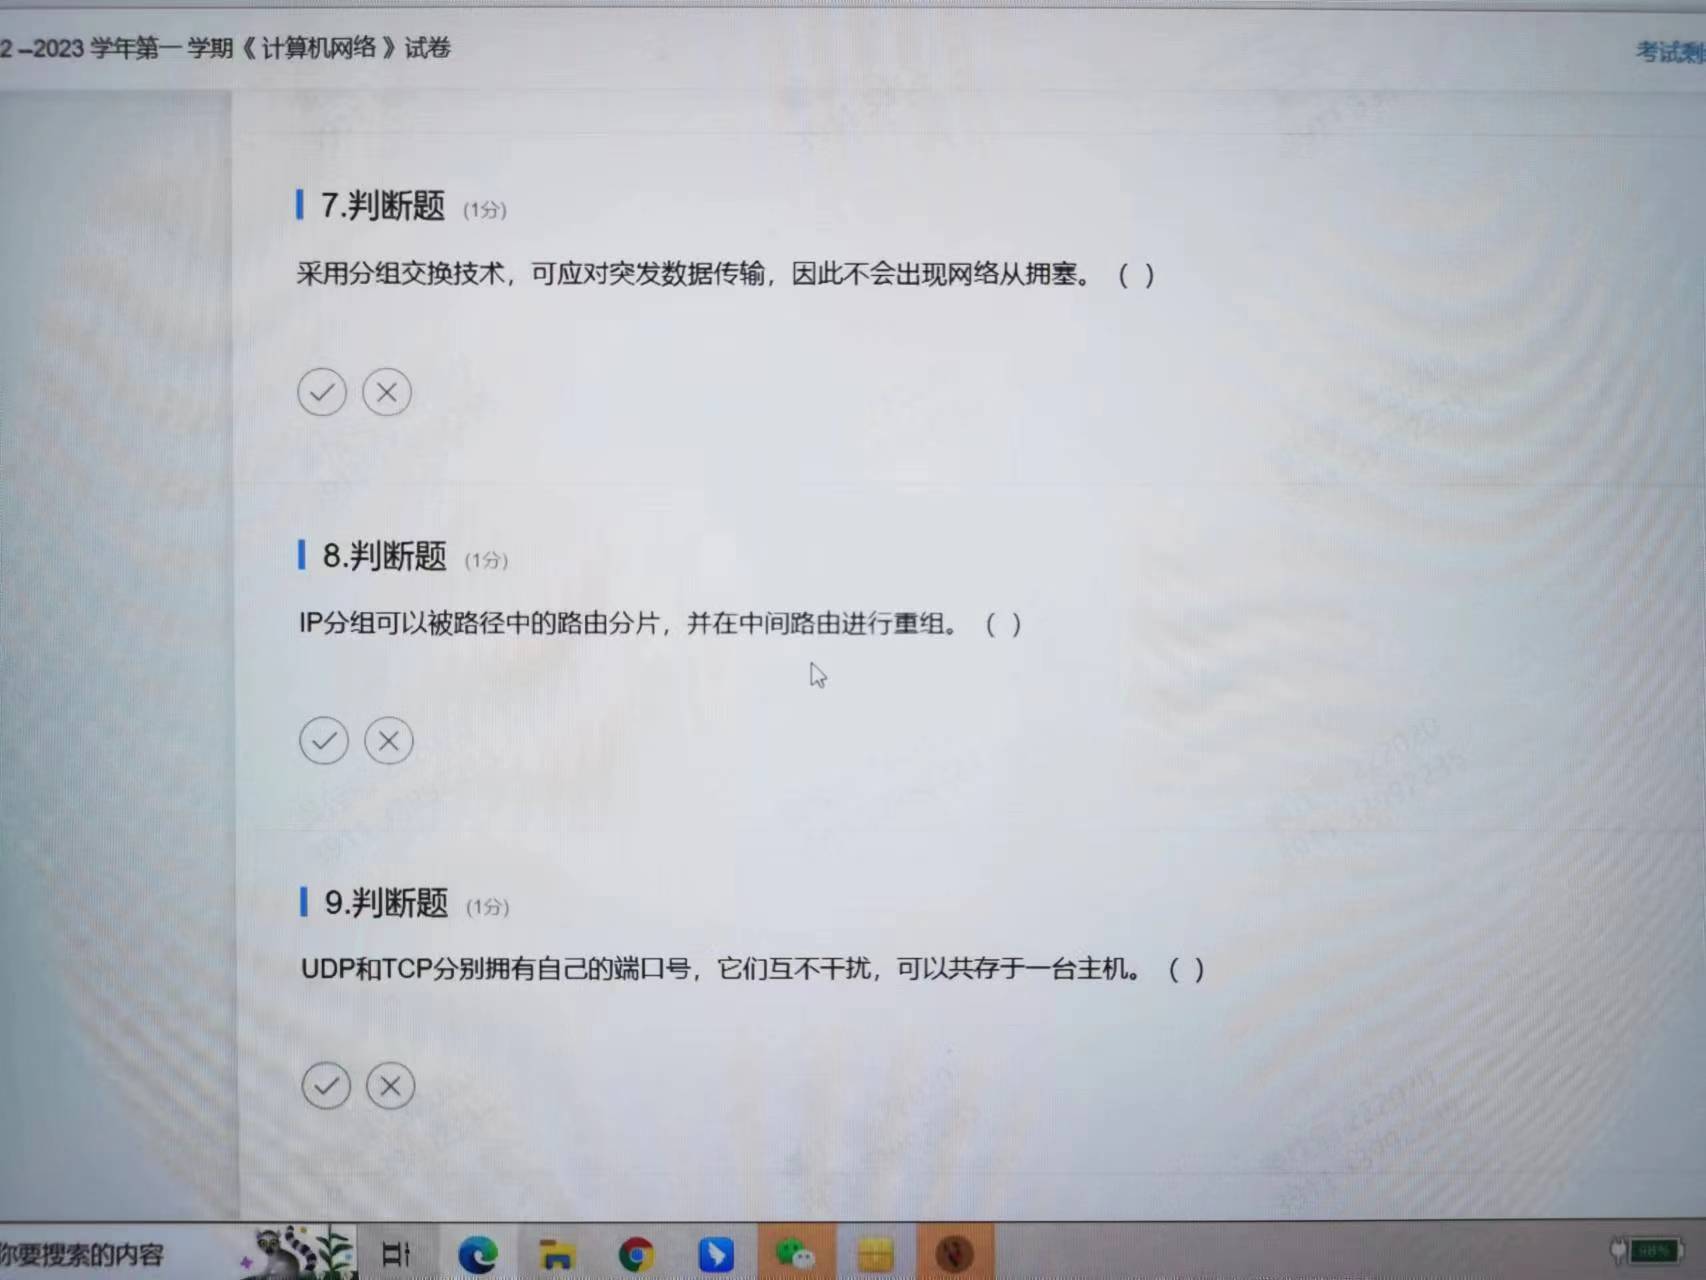 2–2023 学年第一 学期《 计算机网络 》试卷
考试剩
7.判断题 (1分)
采用分组交换技术，可应对突发数据传输，因此不会出现网络从拥塞。（ ）
8.判断题 (1分)
IP分组可以被路径中的路由分片，并在中间路由进行重组。（ ）
9.判断题 (1分)
UDP和TCP分别拥有自己的端口号，它们互不干扰，可以共存于一台主机。（ ）
你要搜索的内容
98%